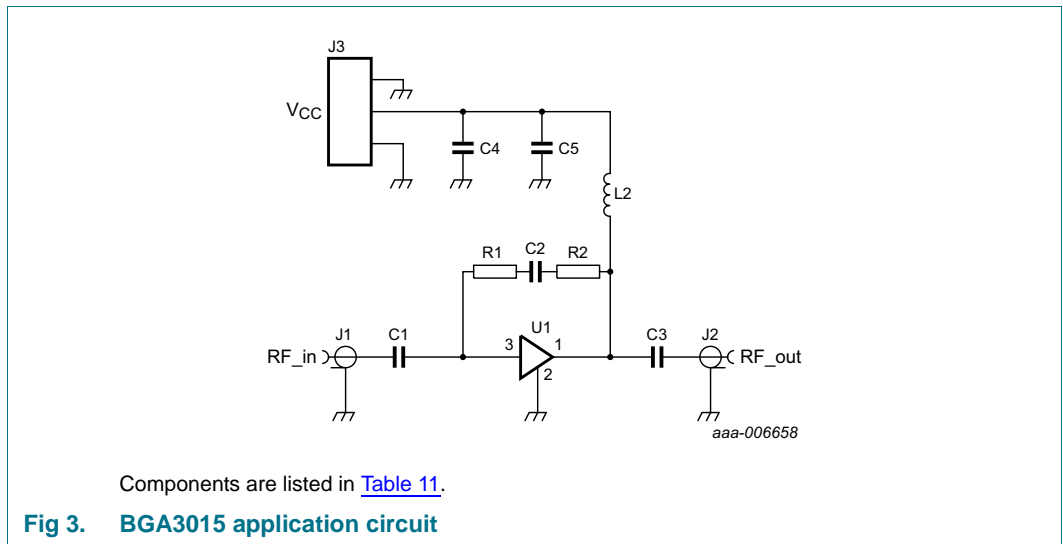 J3
VCC
C4
C5
L2
R1
C2
R2
J1
C1
U1
C3
J2
RF_in
3
1
RF_out
2
aaa-006658
Components are listed in Table 11.
Fig 3. BGA3015 application circuit